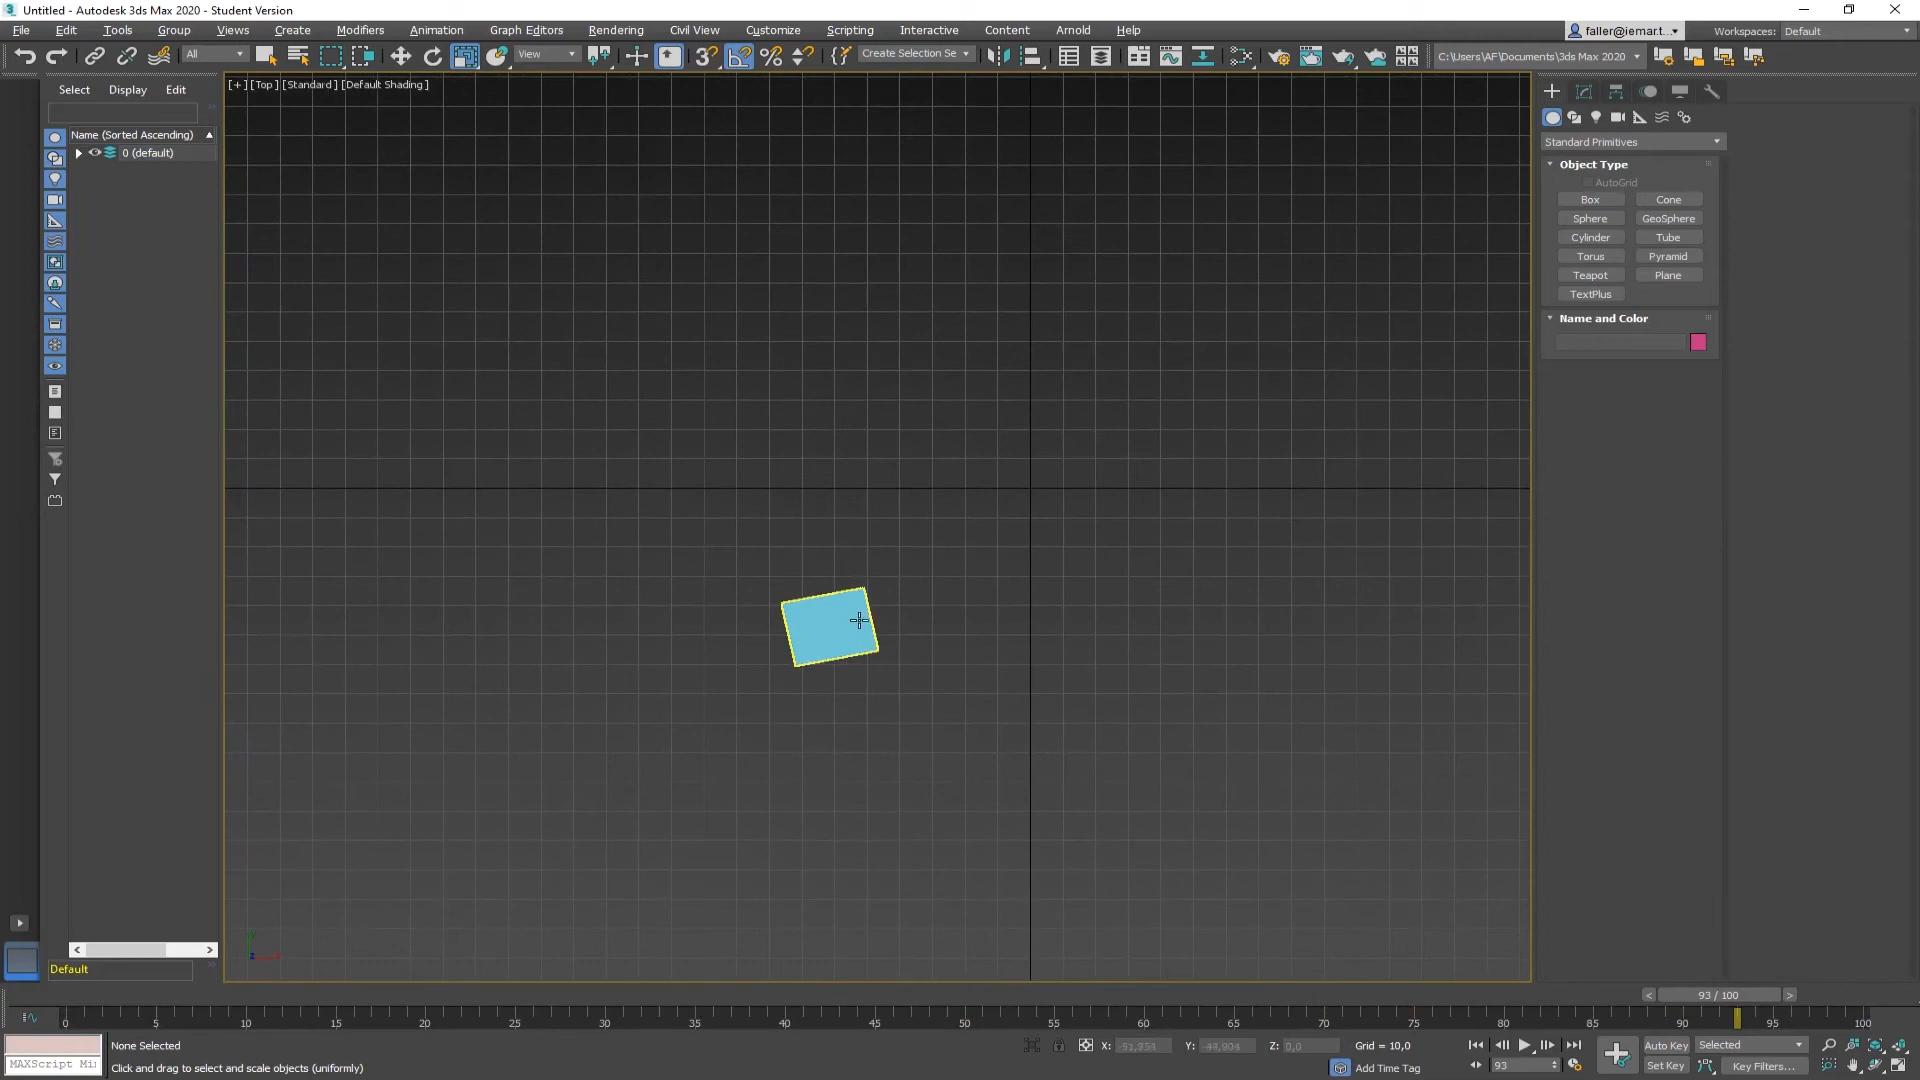 Untitled - Autodesk 3ds Max 2020 - Student Version
File Edit Tools Group Views Create Modifiers Animation Graph Editors Rendering Civil View Customize Scripting Interactive Content Arnold Help
faller@iemar.t... Workspaces: Default
All View Create Selection Se C:\Users\AF\Documents\3ds Max 2020
Select Display Edit
[+] [Top] [Standard] [Default Shading]
Name (Sorted Ascending)
0 (default)
Standard Primitives
Object Type
AutoGrid
Box Cone
Sphere GeoSphere
Cylinder Tube
Torus Pyramid
Teapot Plane
TextPlus
Name and Color
Default
93 / 100
0 5 10 15 20 25 30 35 40 45 50 55 60 65 70 75 80 85 90 95 100
None Selected X: -51,954 Y: -44,904 Z: 0,0 Grid = 10,0 Auto Key Selected
MAXScript Mi
Click and drag to select and scale objects (uniformly) Add Time Tag 93 Set Key Key Filters...